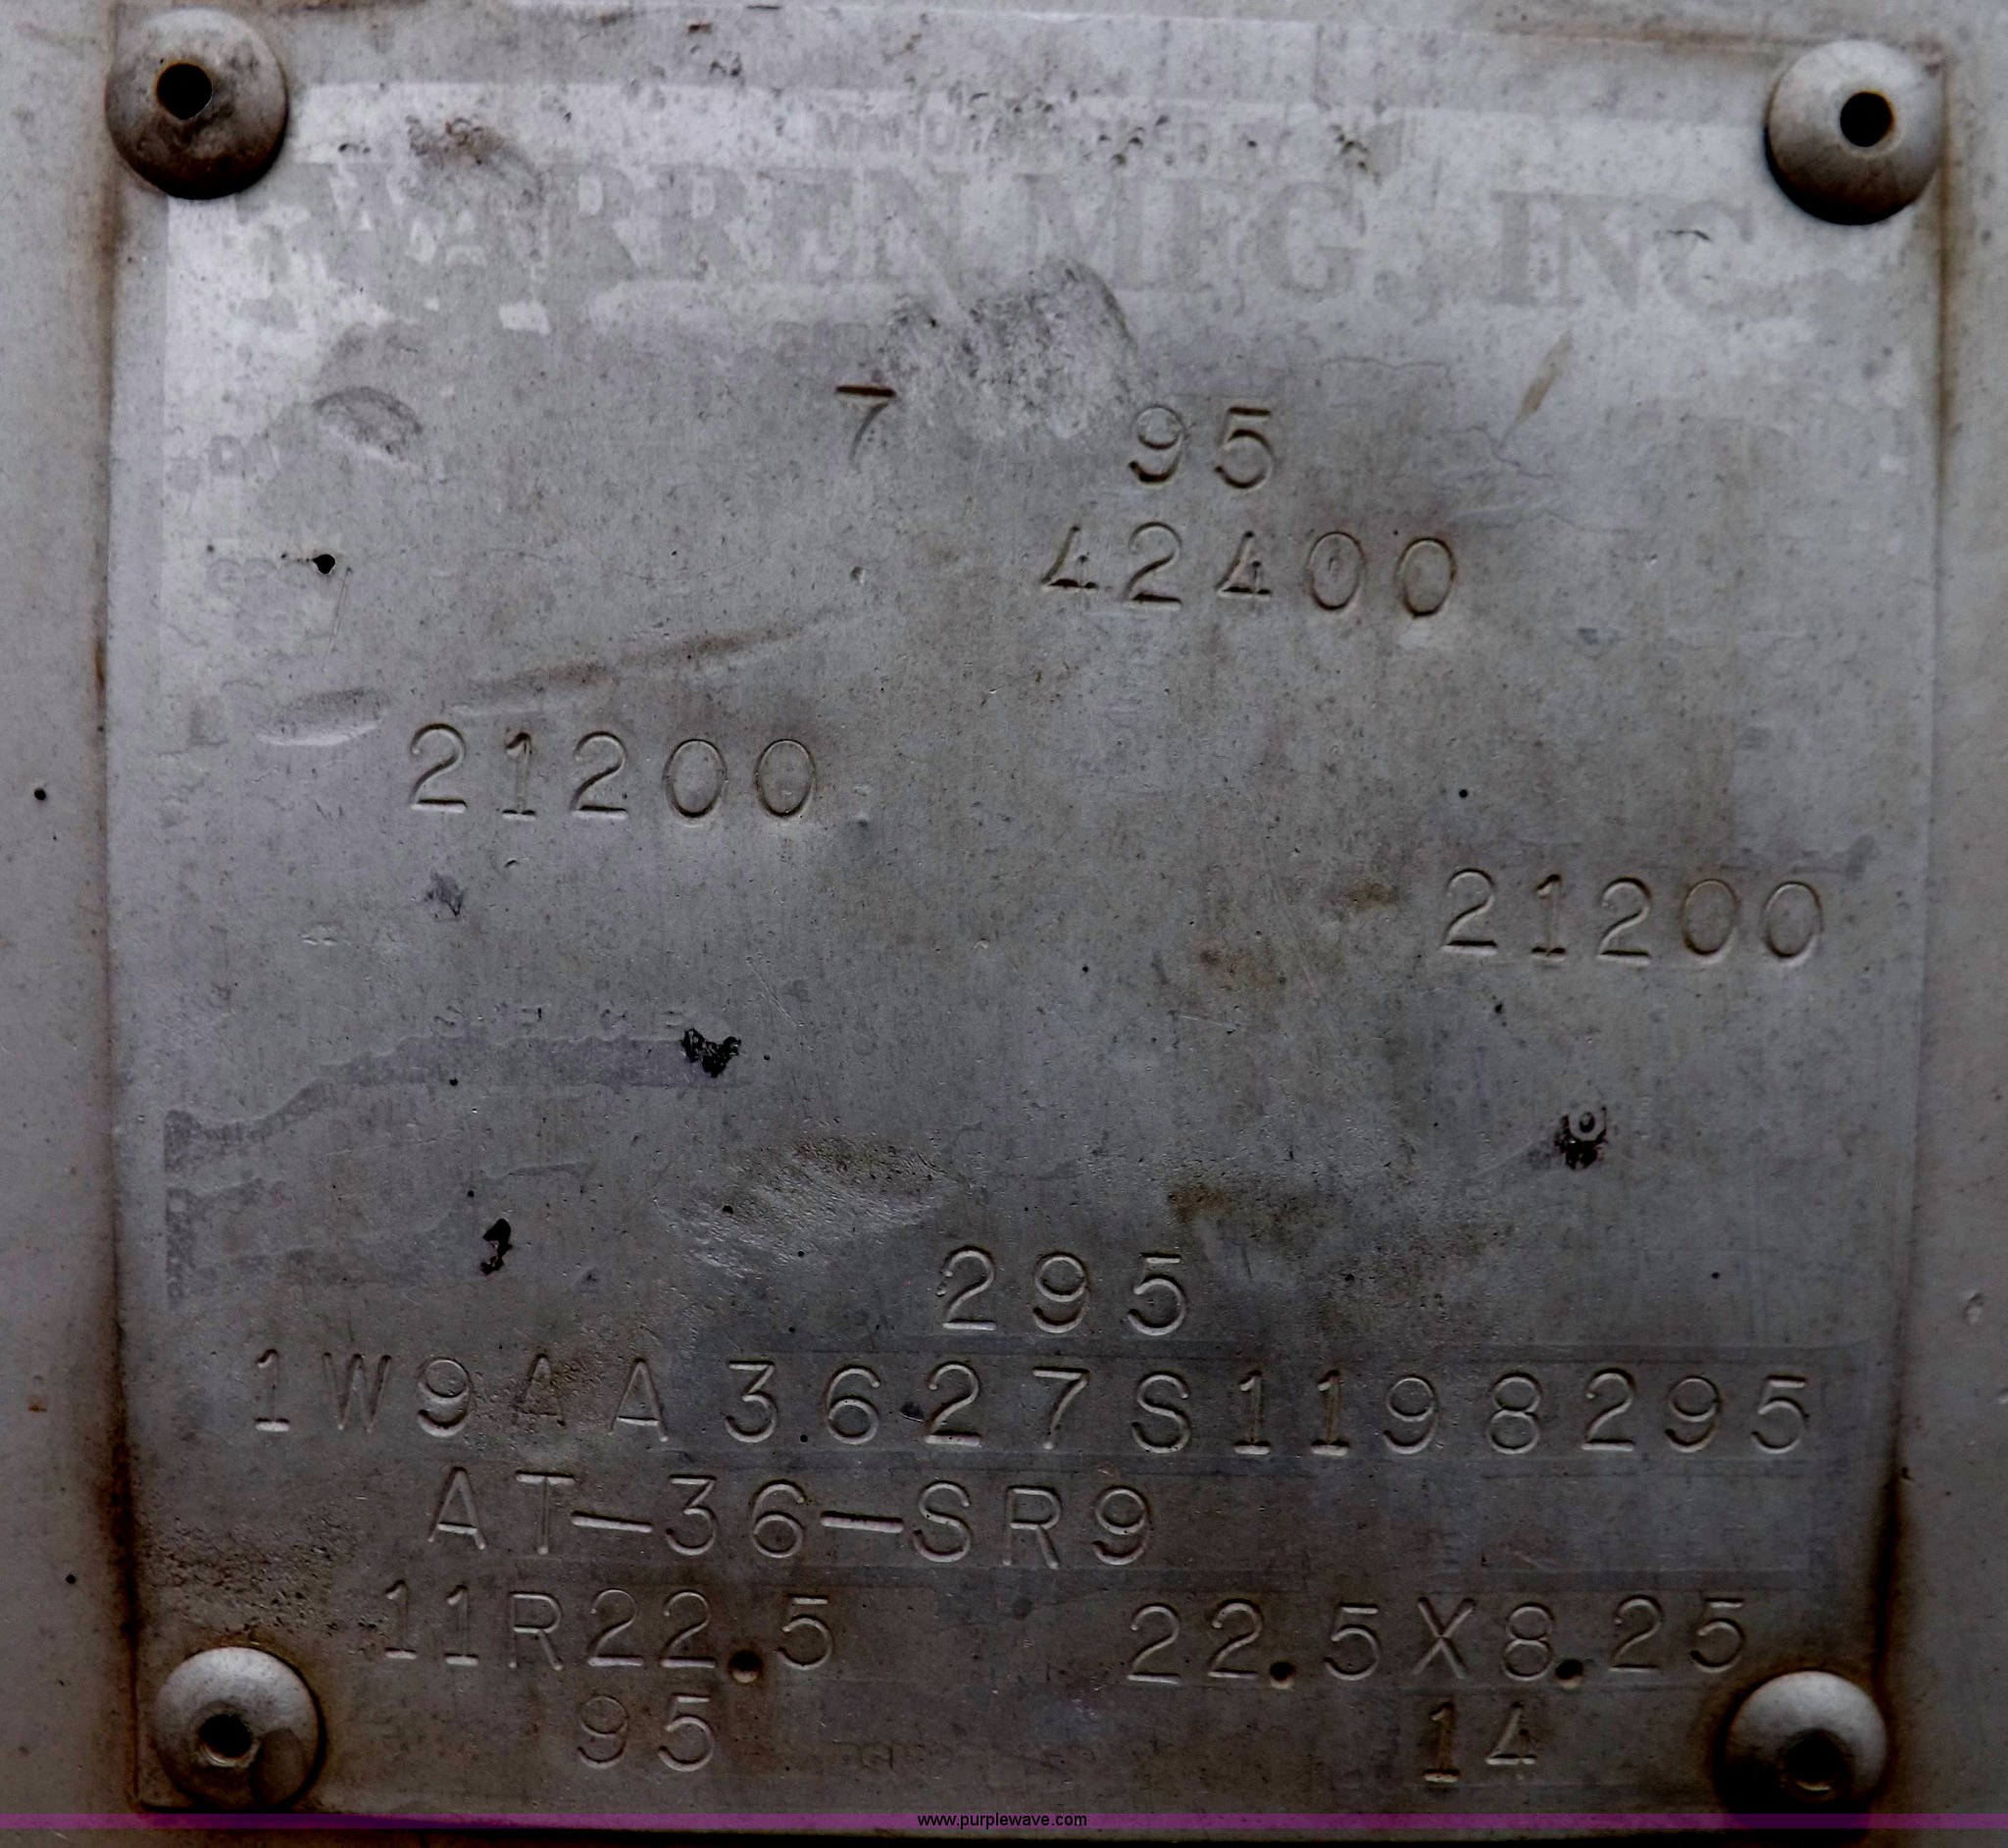 MANUFACTURED BY
WARREN MFG., INC.
7 95
42400
21200
21200
295
1W9AA3627S1198295
AT-36-SR9
11R22.5 22.5X8.25
95 14
www.purplewave.com